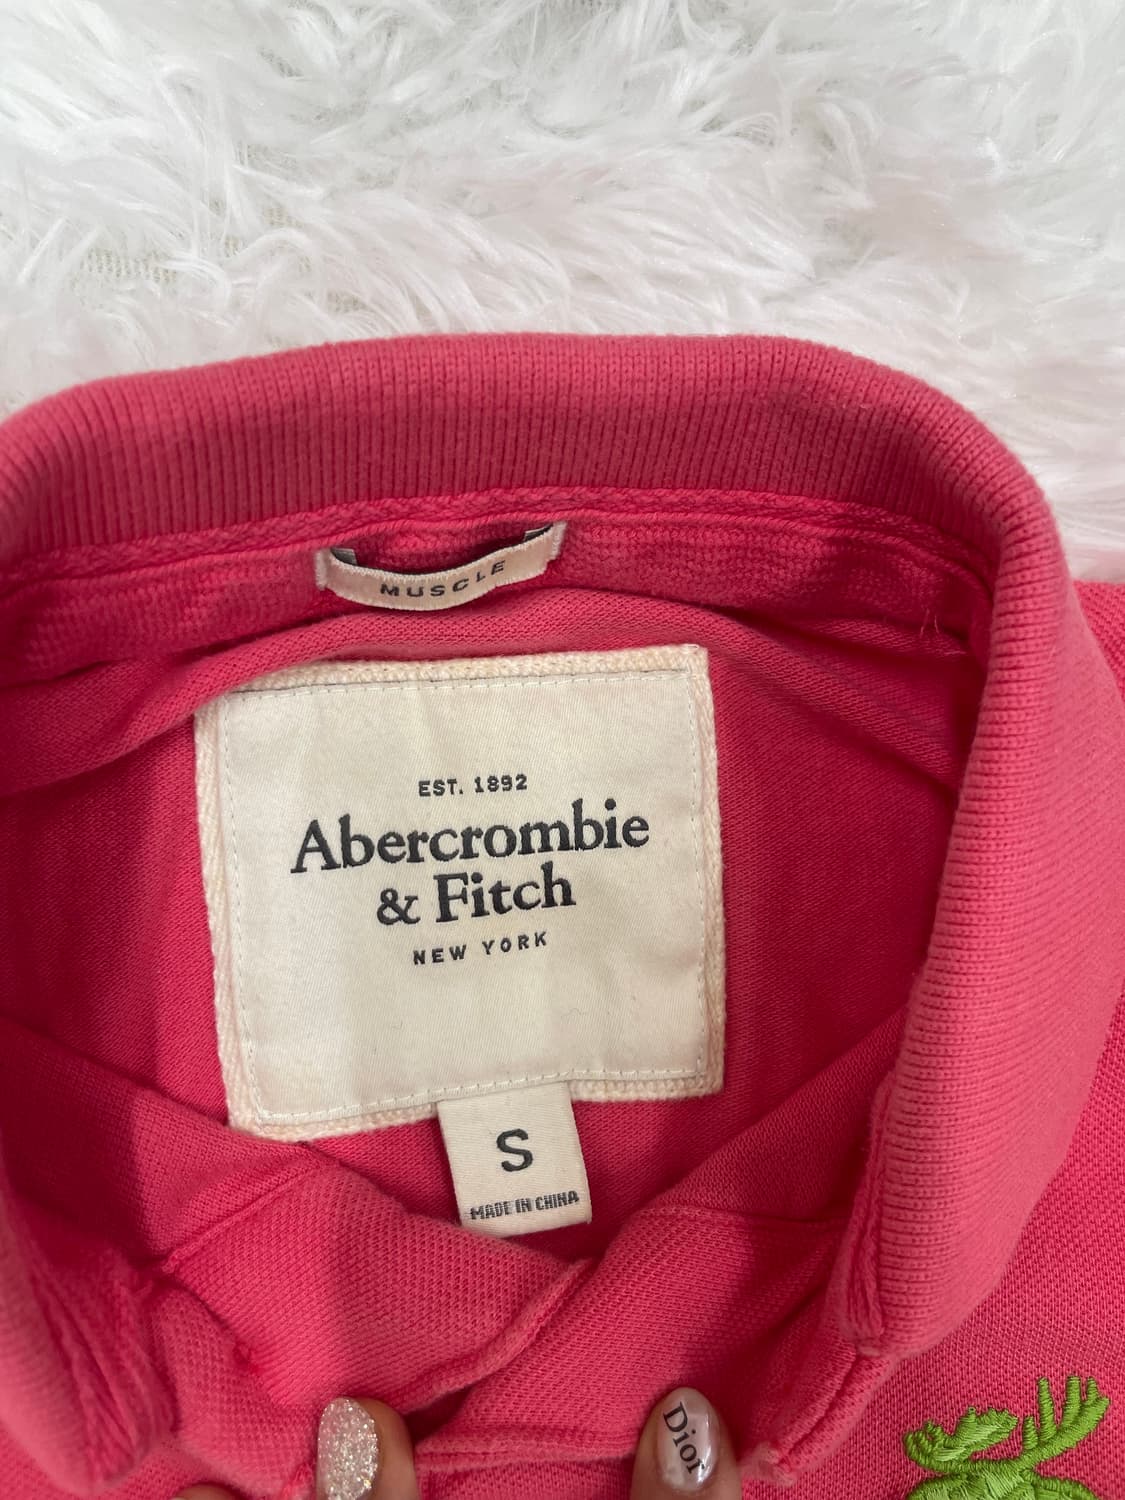 MUSCLE
EST. 1892
Abercrombie
& Fitch
NEW YORK
S
MADE IN CHINA
Dior